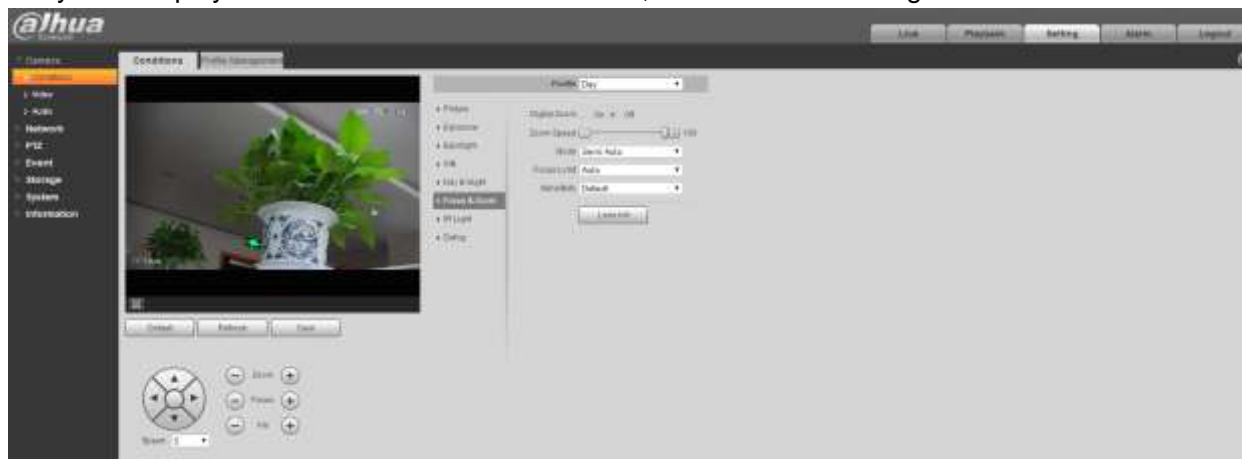 alhua
Live Playback Setting Alarm Logout
Camera
Conditions
Video
Audio
Network
PTZ
Event
Storage
System
Information
Conditions Profile Management
Profile Day
Picture
Exposure
Backlight
WB
Day & Night
Focus & Zoom
IR Light
Defog
Digital Zoom On Off
Zoom Speed 100
Mode Semi Auto
Focus Limit Auto
Sensitivity Default
Lens Init
Default Refresh Save
Zoom
Focus
Iris
Speed 5